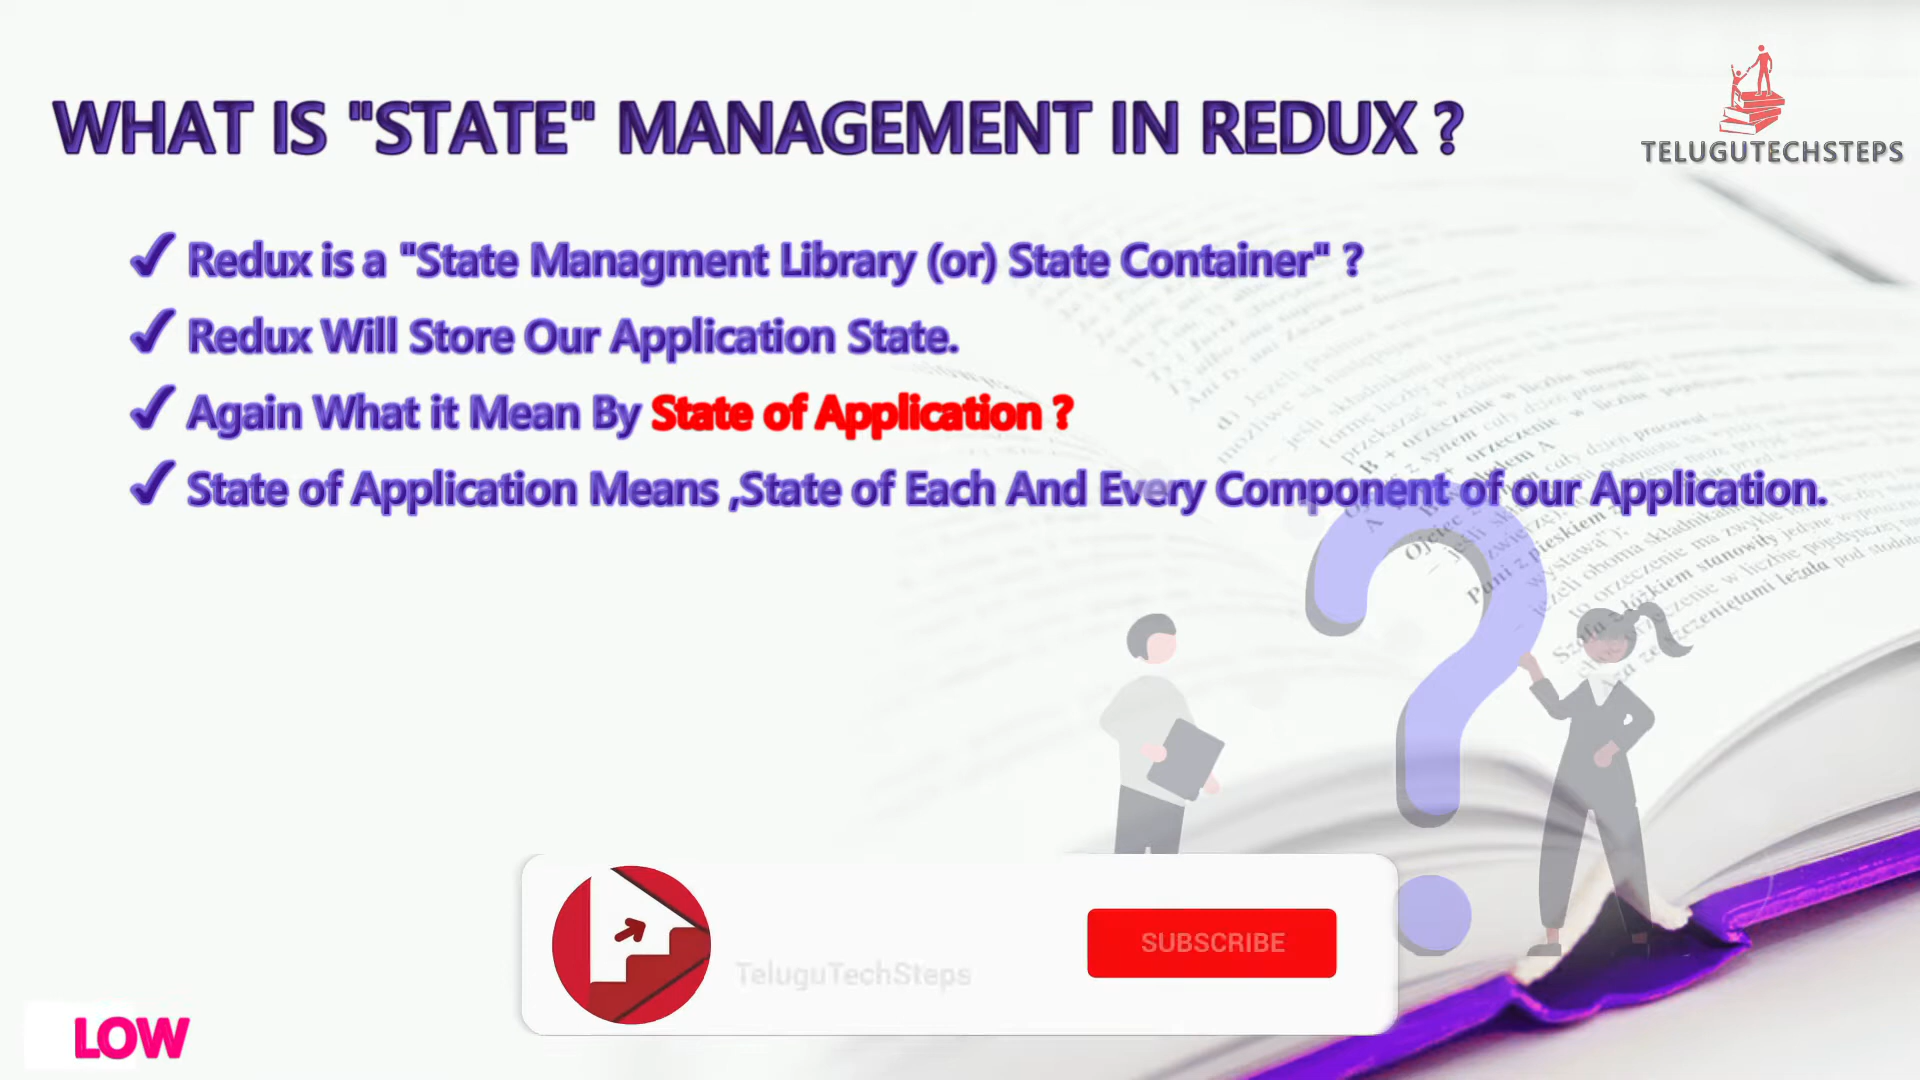 WHAT IS "STATE" MANAGEMENT IN REDUX ?
TELUGUTECHSTEPS
✔ Redux is a "State Managment Library (or) State Container" ?
✔ Redux Will Store Our Application State.
✔ Again What it Mean By State of Application ?
✔ State of Application Means ,State of Each And Every Component of our Application.
TeluguTechSteps
SUBSCRIBE
LOW